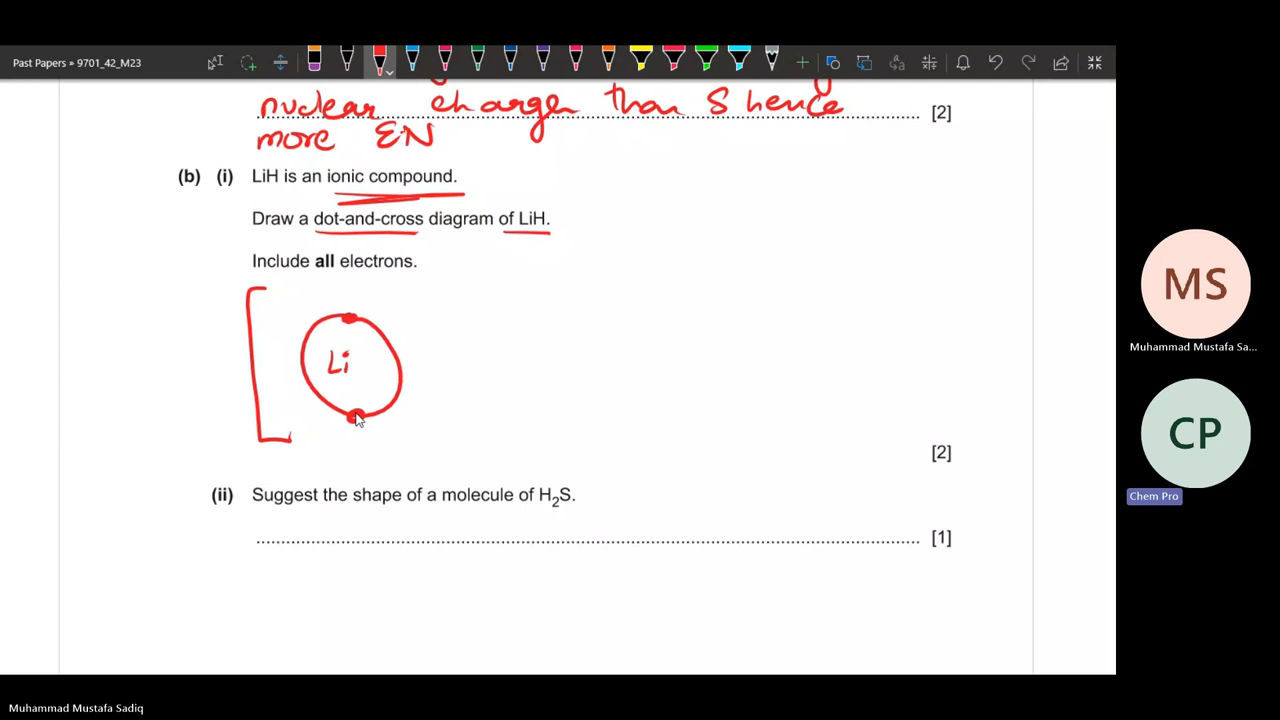 Past Papers » 9701_42_M23
nuclear charger than S hence
more EN
[2]
(b) (i) LiH is an ionic compound.
Draw a dot-and-cross diagram of LiH.
Include all electrons.
Li
[2]
(ii) Suggest the shape of a molecule of H₂S.
[1]
MS
Muhammad Mustafa Sa...
CP
Chem Pro
Muhammad Mustafa Sadiq